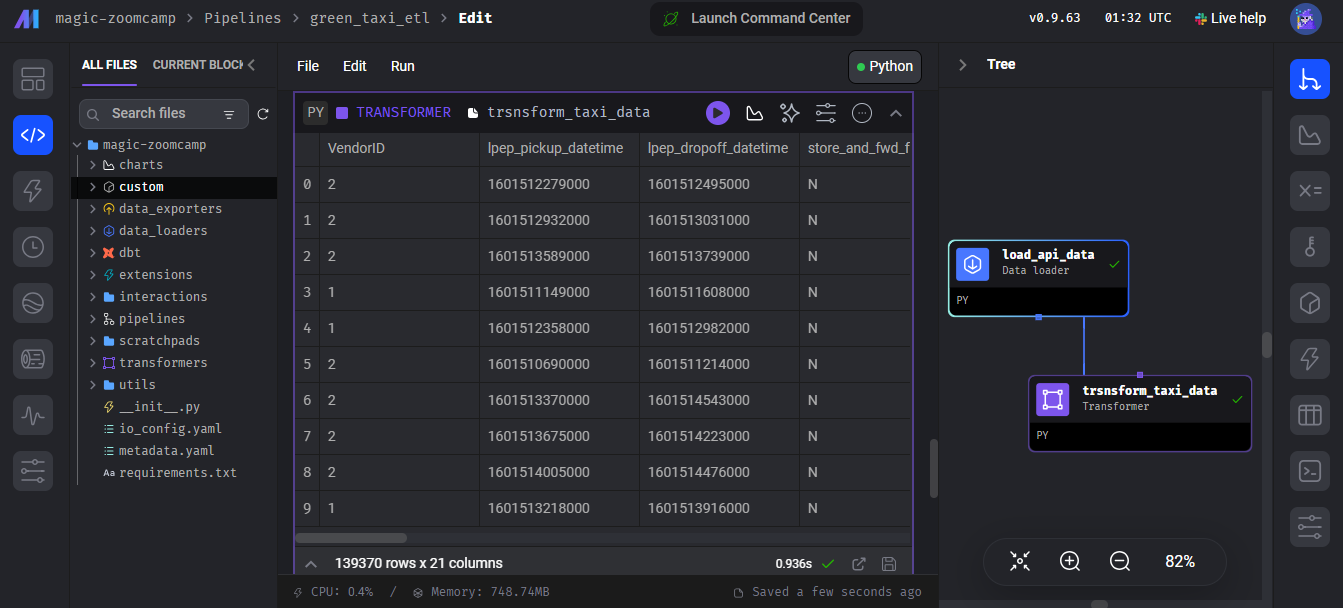 magic-zoomcamp > Pipelines > green_taxi_etl > Edit
Launch Command Center
v0.9.63 01:32 UTC Live help
ALL FILES CURRENT BLOCK
Search files
magic-zoomcamp
charts
custom
data_exporters
data_loaders
dbt
extensions
interactions
pipelines
scratchpads
transformers
utils
__init__.py
io_config.yaml
metadata.yaml
Aa requirements.txt
File Edit Run
Python
PY TRANSFORMER trsnsform_taxi_data
VendorID lpep_pickup_datetime lpep_dropoff_datetime store_and_fwd_f
0 2 1601512279000 1601512495000 N
1 2 1601512932000 1601513031000 N
2 2 1601513589000 1601513739000 N
3 1 1601511149000 1601511608000 N
4 1 1601512358000 1601512982000 N
5 2 1601510690000 1601511214000 N
6 2 1601513370000 1601514543000 N
7 2 1601513675000 1601514223000 N
8 2 1601514005000 1601514476000 N
9 1 1601513218000 1601513916000 N
139370 rows x 21 columns
0.936s
CPU: 0.4% / Memory: 748.74MB
Saved a few seconds ago
Tree
load_api_data
Data loader
PY
trsnsform_taxi_data
Transformer
PY
82%